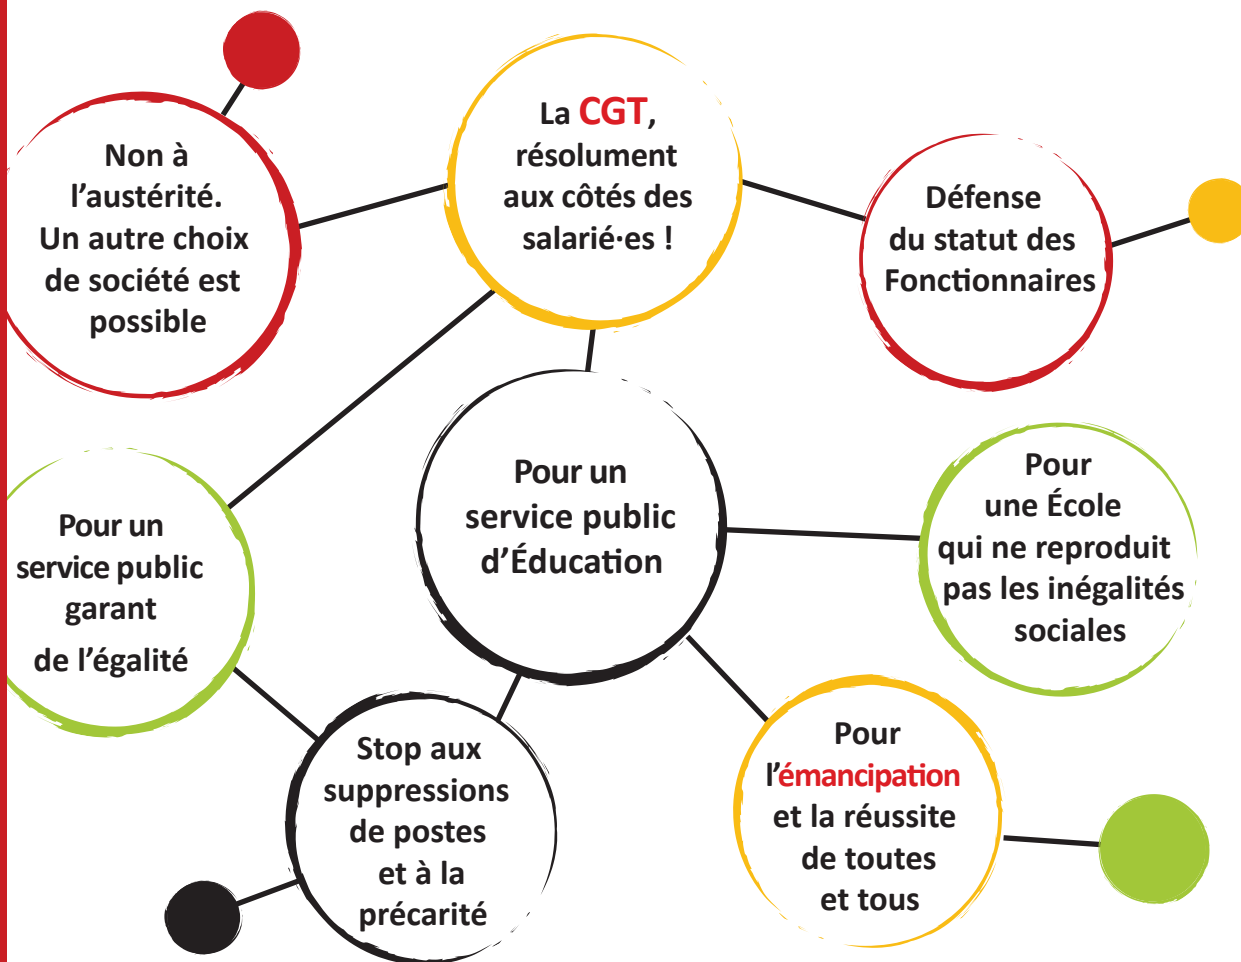 La CGT,
résolument
aux côtés des
salarié·es !
Non à
l’austérité.
Un autre choix
de société est
possible
Défense
du statut des
Fonctionnaires
Pour un
service public
d’Éducation
Pour
une École
qui ne reproduit
pas les inégalités
sociales
Pour un
service public
garant
de l’égalité
Stop aux
suppressions
de postes
et à la
précarité
Pour
l’émancipation
et la réussite
de toutes
et tous